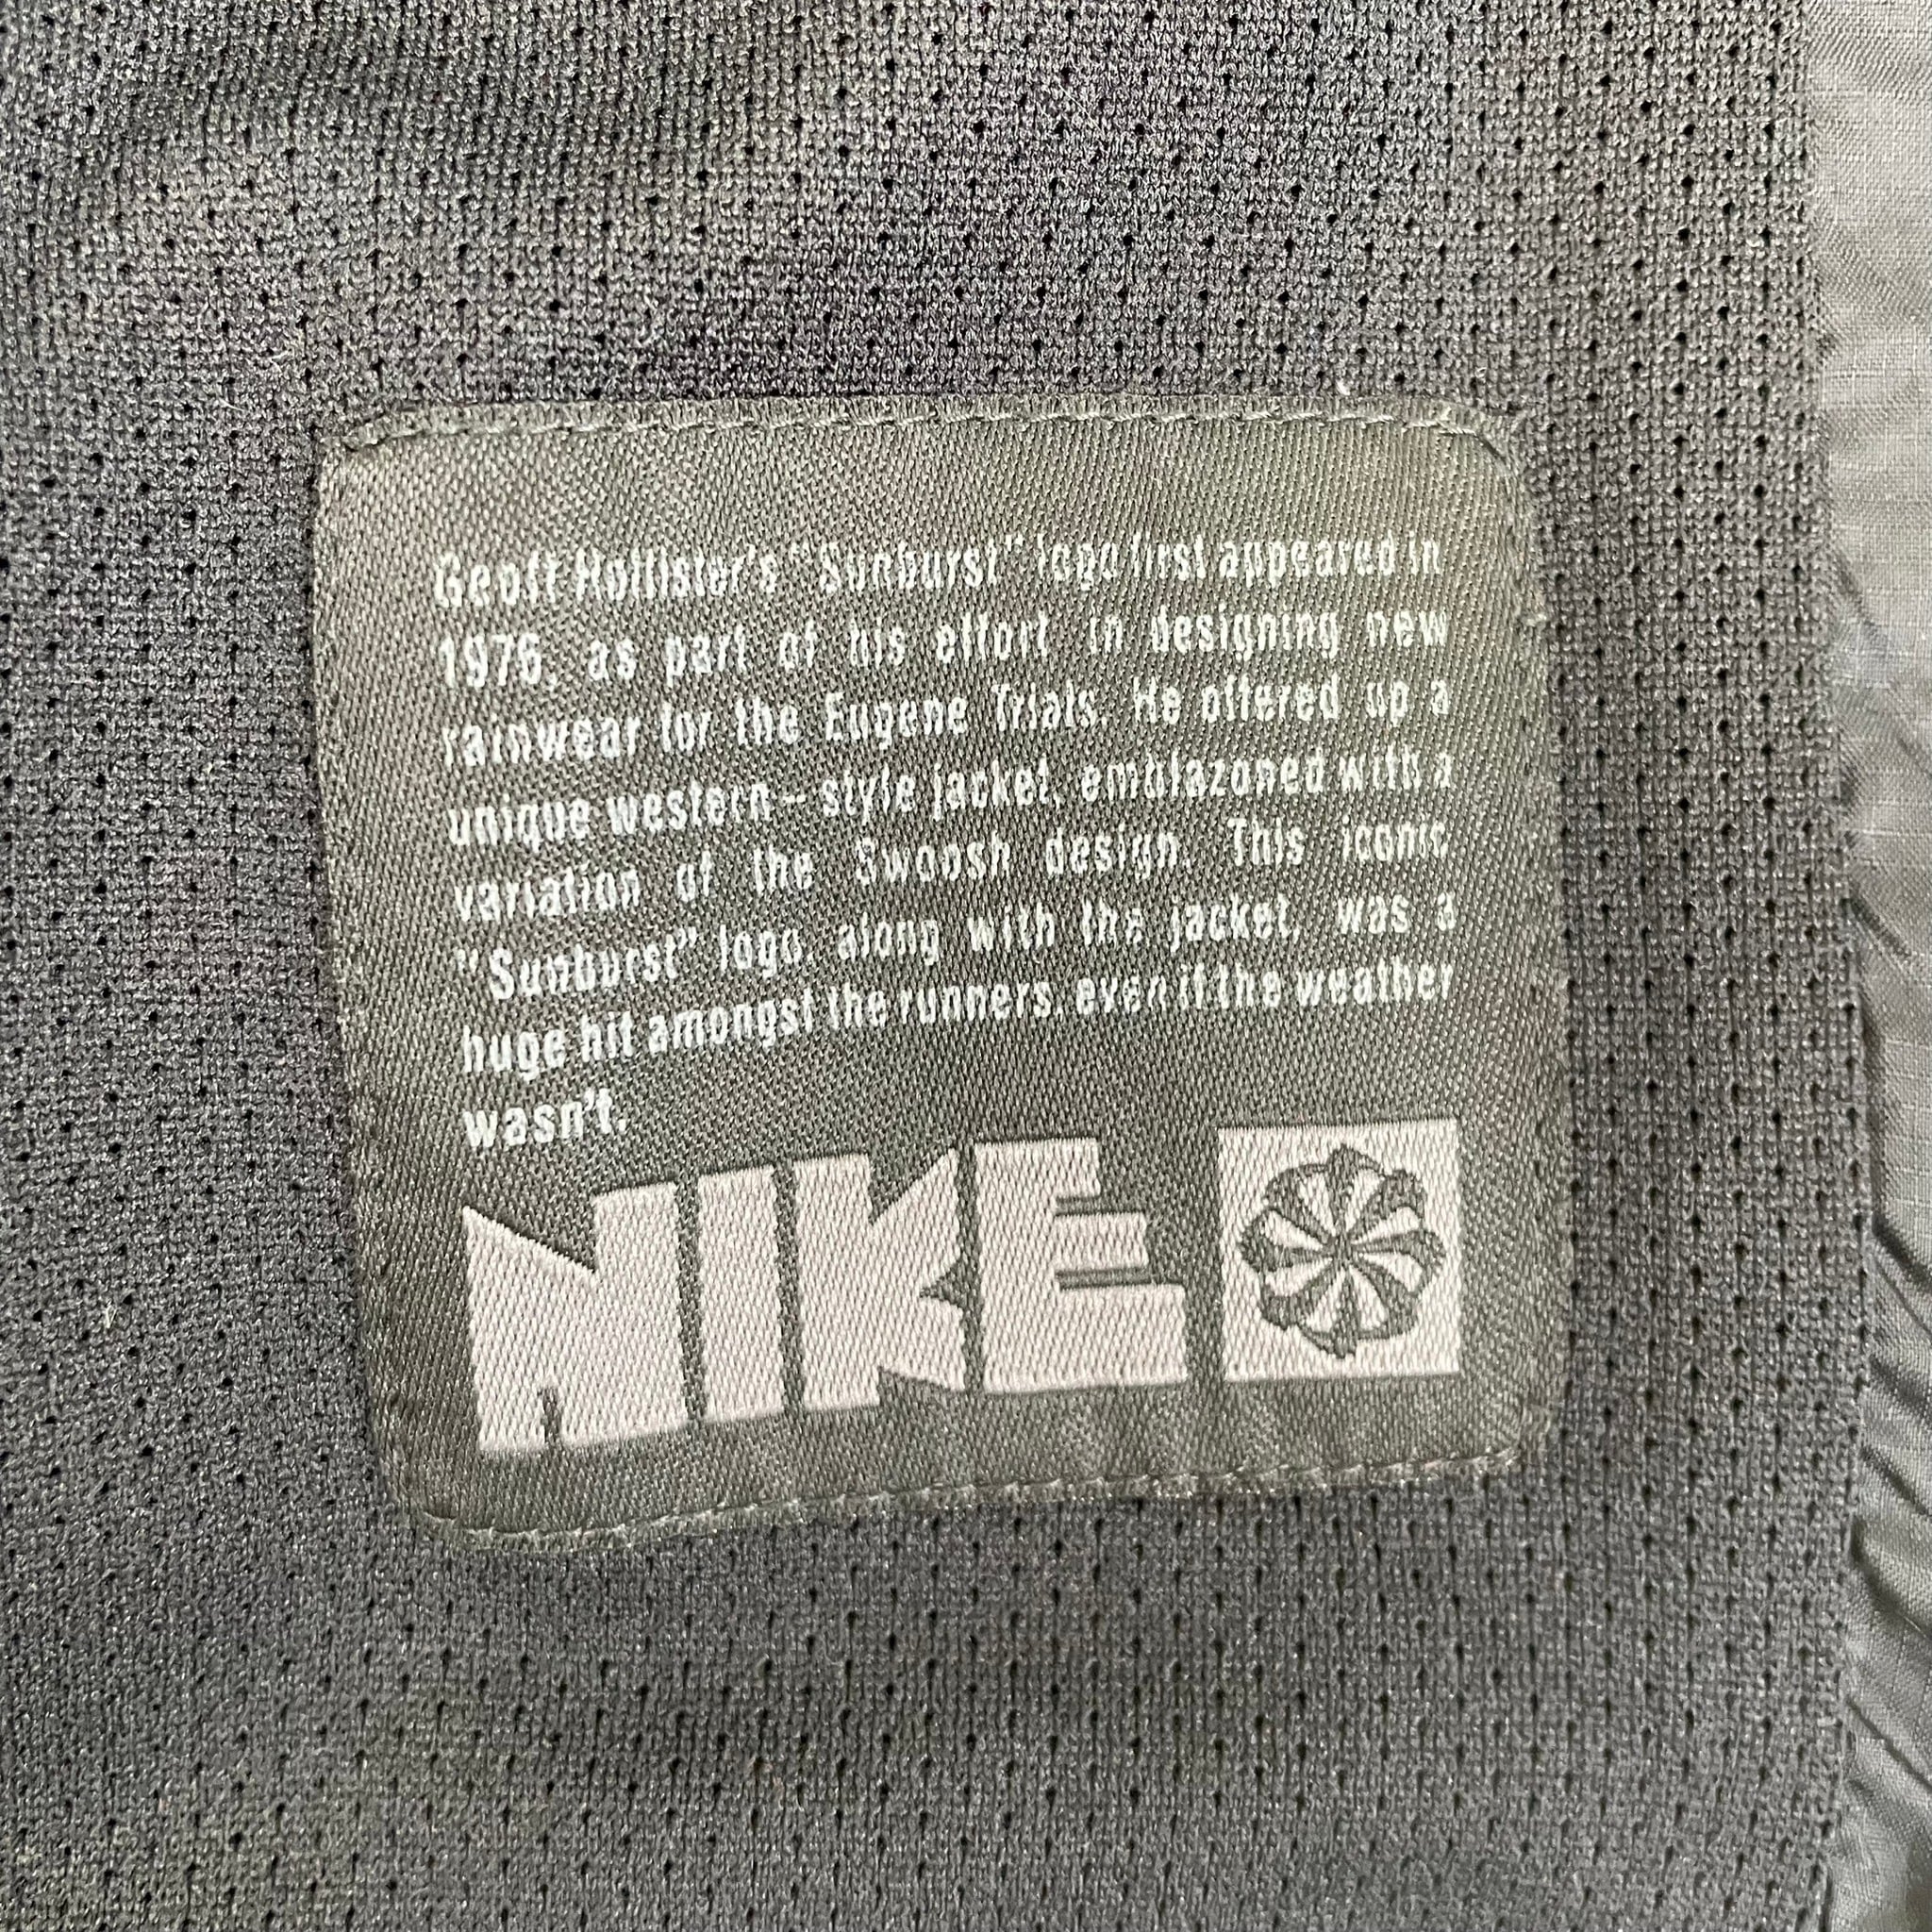 Geoff Hollister's "Sunburst" logo first appeared in
1976, as part of his effort in designing new
rainwear for the Eugene Trials. He offered up a
unique western-style jacket, emblazoned with a
variation of the Swoosh design. This iconic
"Sunburst" logo, along with the jacket, was a
huge hit amongst the runners, even if the weather
wasn't.
NIKE